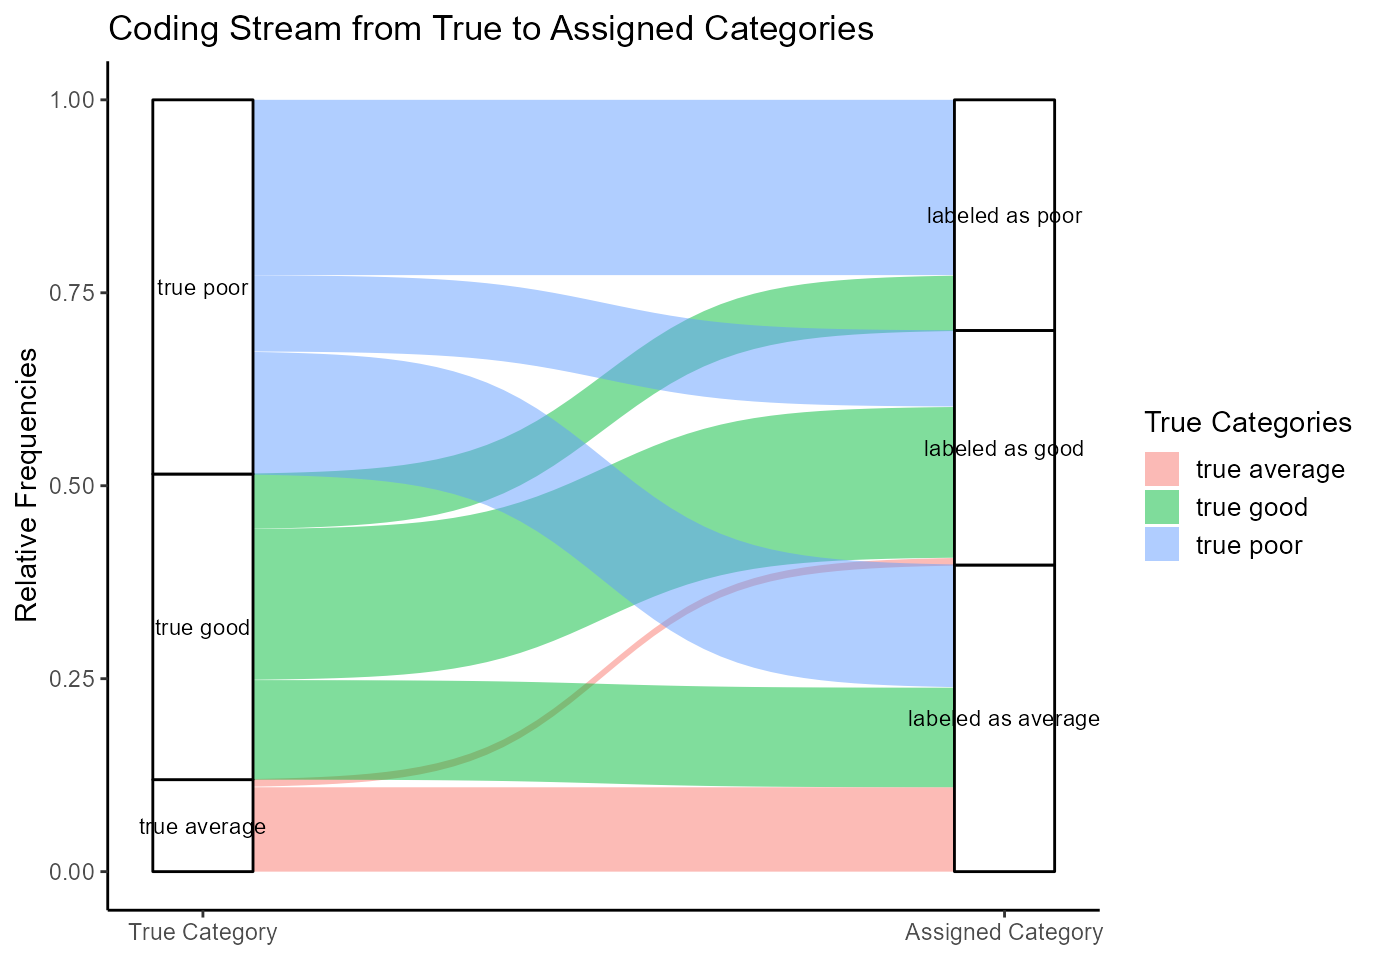 Coding Stream from True to Assigned Categories
Relative Frequencies
1.00
0.75
0.50
0.25
0.00
true poor
true good
true average
labeled as poor
labeled as good
labeled as average
True Category
Assigned Category
True Categories
true average
true good
true poor